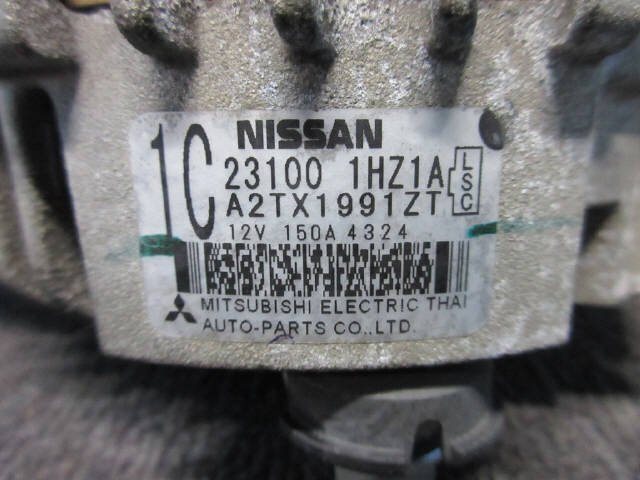 NISSAN
1C 23100 1HZ1A
A2TX1991ZT LSC
12V 150A 4324
MITSUBISHI ELECTRIC THAI
AUTO-PARTS CO.,LTD.